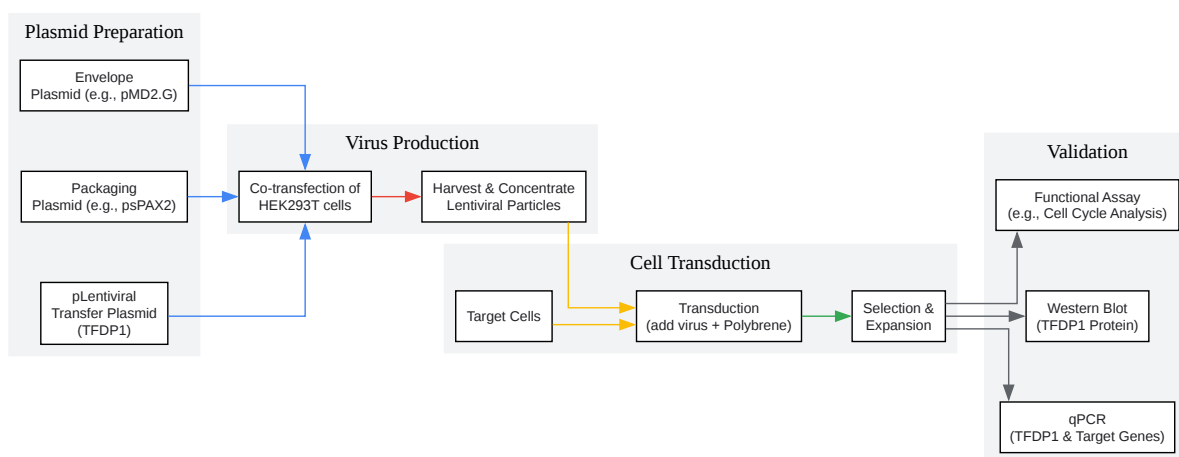 Plasmid Preparation
Envelope
Plasmid (e.g., pMD2.G)
Packaging
Plasmid (e.g., psPAX2)
pLentiviral
Transfer Plasmid
(TFDP1)
Virus Production
Co-transfection of
HEK293T cells
Harvest & Concentrate
Lentiviral Particles
Cell Transduction
Target Cells
Transduction
(add virus + Polybrene)
Selection &
Expansion
Validation
Functional Assay
(e.g., Cell Cycle Analysis)
Western Blot
(TFDP1 Protein)
qPCR
(TFDP1 & Target Genes)